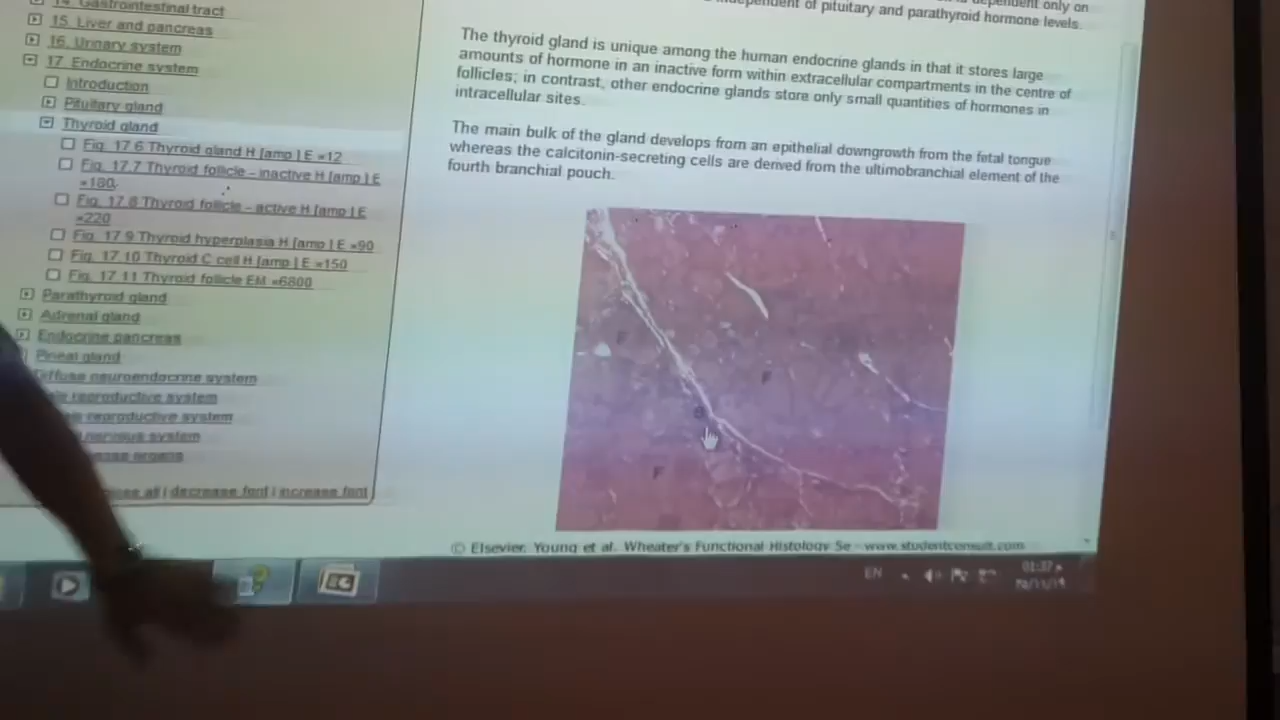 14. Gastrointestinal tract
15. Liver and pancreas
16. Urinary system
17. Endocrine system
Introduction
Pituitary gland
Thyroid gland
Fig. 17.6 Thyroid gland H [amp ] E ×12
Fig. 17.7 Thyroid follicle – inactive H [amp ] E
×180.
Fig. 17.8 Thyroid follicle – active H [amp ] E
×220
Fig. 17.9 Thyroid hyperplasia H [amp ] E ×90
Fig. 17.10 Thyroid C cell H [amp ] E ×150
Fig. 17.11 Thyroid follicle EM ×6800
Parathyroid gland
Adrenal gland
Endocrine pancreas
Pineal gland
neuroendocrine system
reproductive system
reproductive system
nervous system
organs
all | decrease font | increase font
is dependent only on
of pituitary and parathyroid hormone levels.
The thyroid gland is unique among the human endocrine glands in that it stores large
amounts of hormone in an inactive form within extracellular compartments in the centre of
follicles; in contrast, other endocrine glands store only small quantities of hormones in
intracellular sites.
The main bulk of the gland develops from an epithelial downgrowth from the fetal tongue
whereas the calcitonin-secreting cells are derived from the ultimobranchial element of the
fourth branchial pouch.
F
F
S
F
© Elsevier. Young et al. Wheater's Functional Histology 5e - www.studentconsult.com
EN
01:37 م